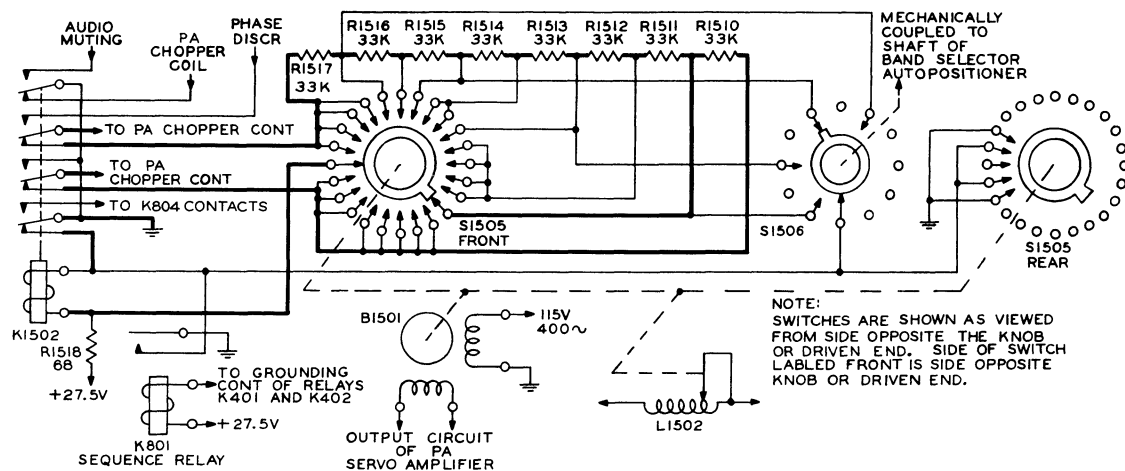 AUDIO
MUTING
PA
CHOPPER
COIL
PHASE
DISCR
R1516
33K
R1515
33K
R1514
33K
R1513
33K
R1512
33K
R1511
33K
R1510
33K
R1517
33K
MECHANICALLY
COUPLED TO
SHAFT OF
BAND SELECTOR
AUTOPOSITIONER
TO PA CHOPPER CONT
TO PA
CHOPPER CONT
TO K804 CONTACTS
S1505
FRONT
S1506
S1505
REAR
K1502
R1518
68
+27.5V
TO GROUNDING
CONT OF RELAYS
K401 AND K402
+27.5V
K801
SEQUENCE RELAY
B1501
115V
400~
OUTPUT CIRCUIT
OF PA
SERVO AMPLIFIER
L1502
NOTE:
SWITCHES ARE SHOWN AS VIEWED
FROM SIDE OPPOSITE THE KNOB
OR DRIVEN END. SIDE OF SWITCH
LABLED FRONT IS SIDE OPPOSITE
KNOB OR DRIVEN END.